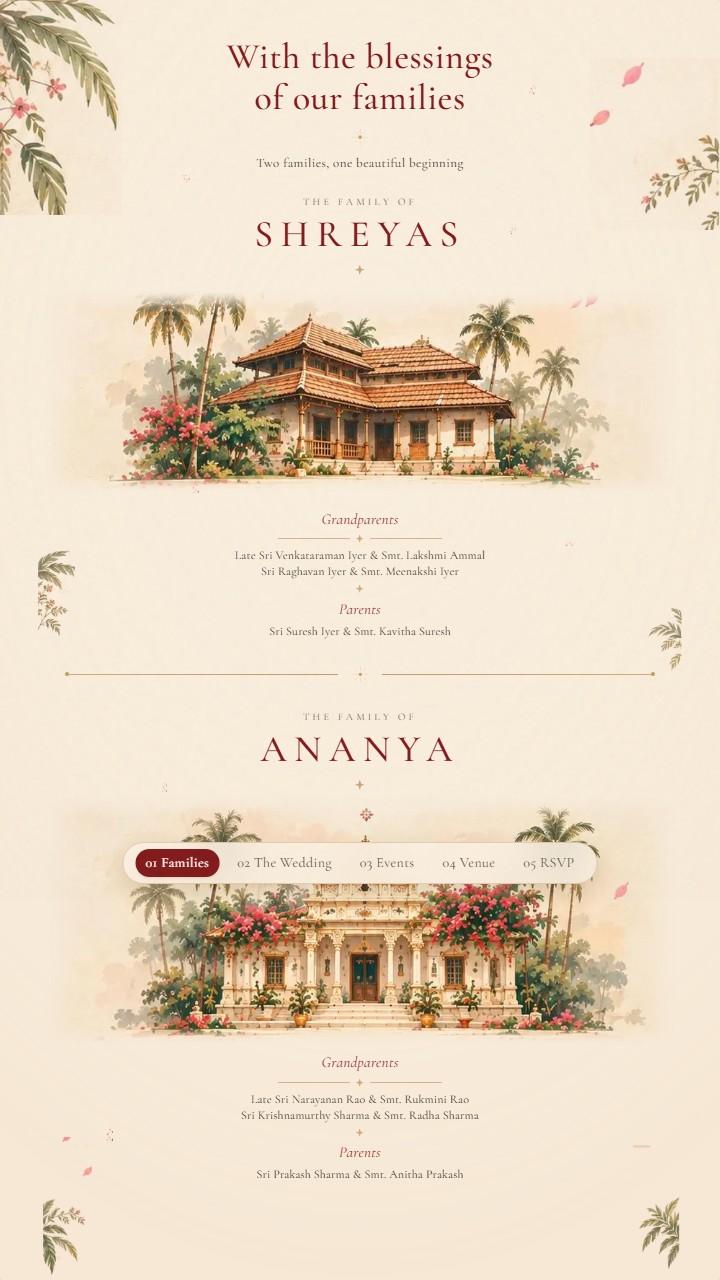 With the blessings
of our families
Two families, one beautiful beginning
THE FAMILY OF
SHREYAS
Grandparents
Late Sri Venkataraman Iyer & Smt. Lakshmi Ammal
Sri Raghavan Iyer & Smt. Meenakshi Iyer
Parents
Sri Suresh Iyer & Smt. Kavitha Suresh
THE FAMILY OF
ANANYA
01 Families
02 The Wedding
03 Events
04 Venue
05 RSVP
Grandparents
Late Sri Narayanan Rao & Smt. Rukmini Rao
Sri Krishnamurthy Sharma & Smt. Radha Sharma
Parents
Sri Prakash Sharma & Smt. Anitha Prakash